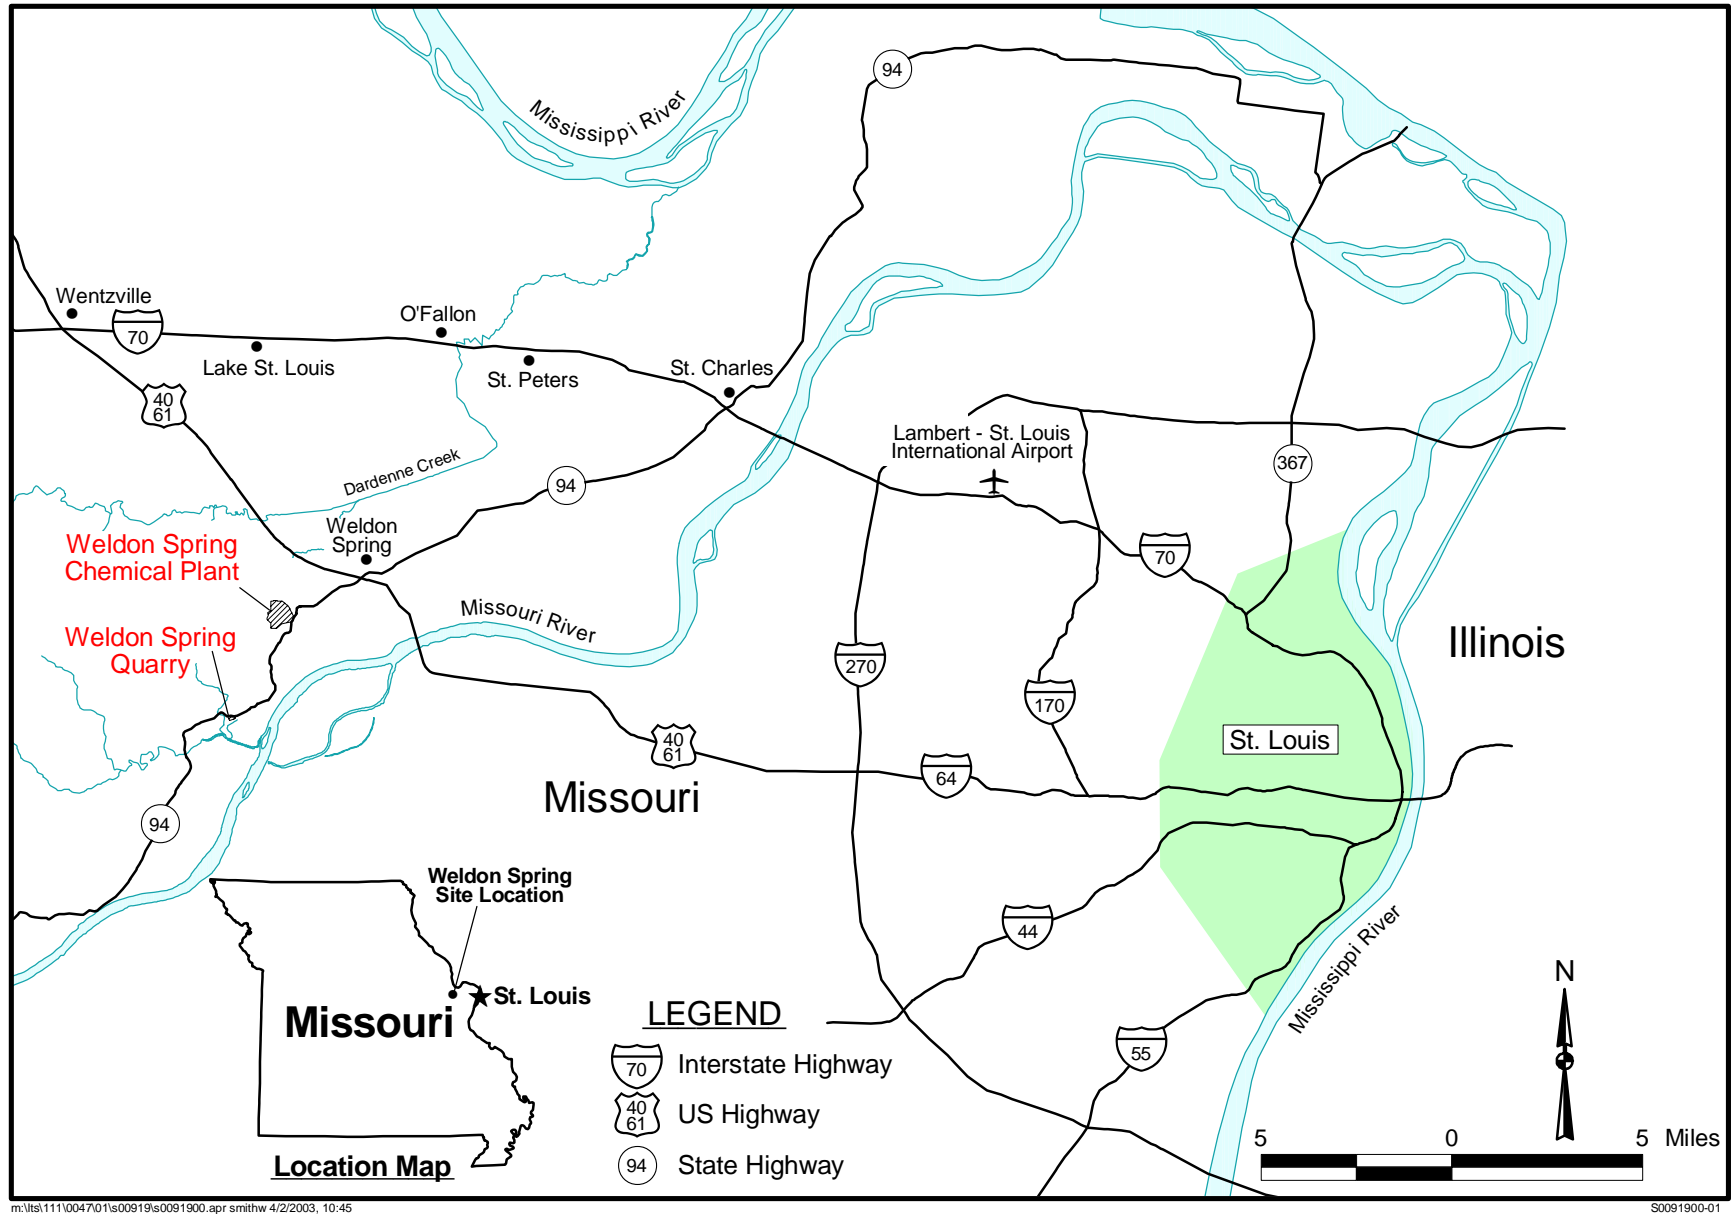 94
Mississippi River
Wentzville
70
O'Fallon
Lake St. Louis
St. Peters
St. Charles
40
61
Lambert - St. Louis
International Airport
367
Dardenne Creek
94
Weldon
Spring
Weldon Spring
Chemical Plant
70
Missouri River
Weldon Spring
Quarry
Illinois
270
170
St. Louis
40
61
64
Missouri
94
Weldon Spring
Site Location
44
Mississippi River
N
St. Louis
Missouri
LEGEND
55
70
Interstate Highway
40
61
US Highway
94
State Highway
5 0 5 Miles
Location Map
m:\lts\111\0047\01\s00919\s0091900.apr smithw 4/2/2003, 10:45
S0091900-01